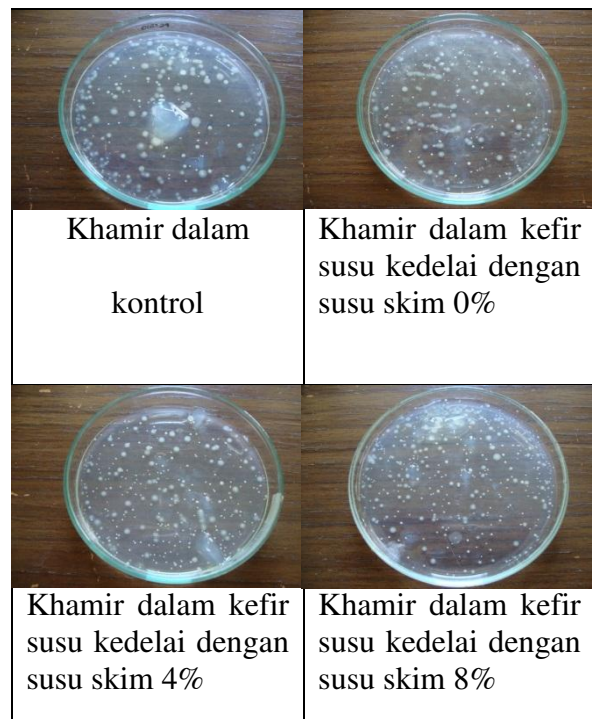 Khamir dalam
kontrol
Khamir dalam kefir
susu kedelai dengan
susu skim 0%
Khamir dalam kefir
susu kedelai dengan
susu skim 4%
Khamir dalam kefir
susu kedelai dengan
susu skim 8%